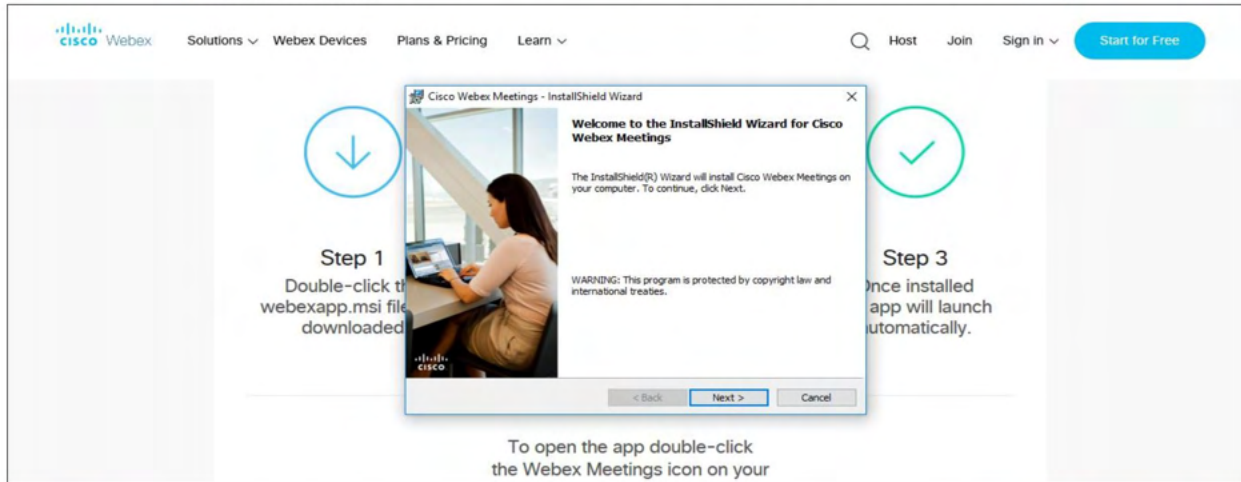 CISCO Webex Solutions Webex Devices Plans & Pricing Learn Host Join Sign in Start for Free
Cisco Webex Meetings - InstallShield Wizard
Welcome to the InstallShield Wizard for Cisco
Webex Meetings
The InstallShield(R) Wizard will install Cisco Webex Meetings on
your computer. To continue, click Next.
WARNING: This program is protected by copyright law and
international treaties.
CISCO
< Back Next > Cancel
Step 1
Double-click
webexapp.msi
downloaded
Step 3
installed
app will launch
To open the app double-click
the Webex Meetings icon on your